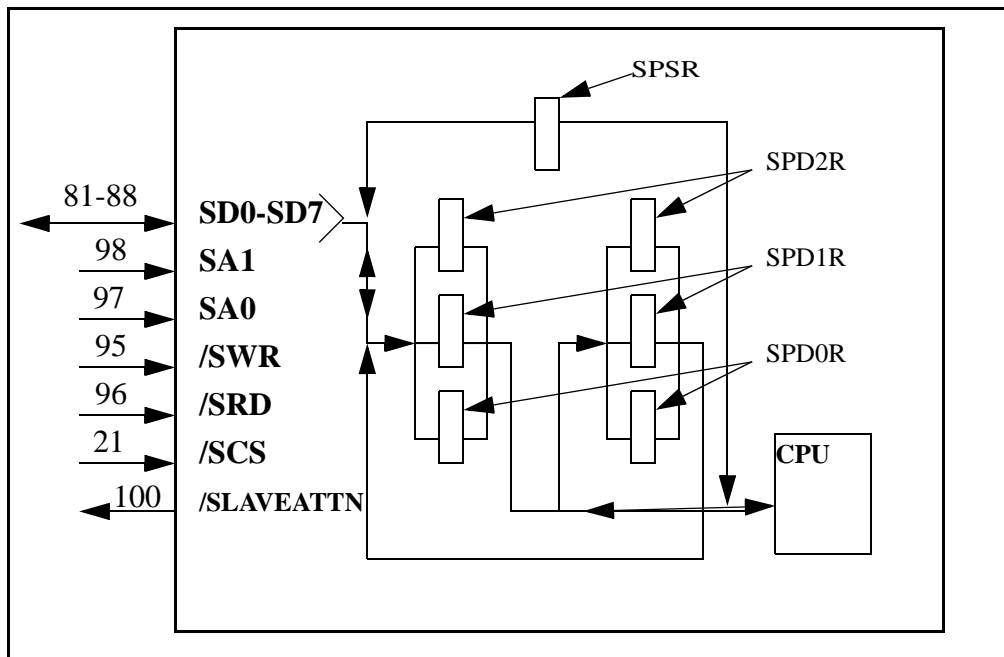 SPSR
SPD2R
81-88
SD0-SD7
98
SA1
SPD1R
97
SA0
95
/SWR
SPD0R
96
/SRD
21
/SCS
CPU
100
/SLAVEATTN